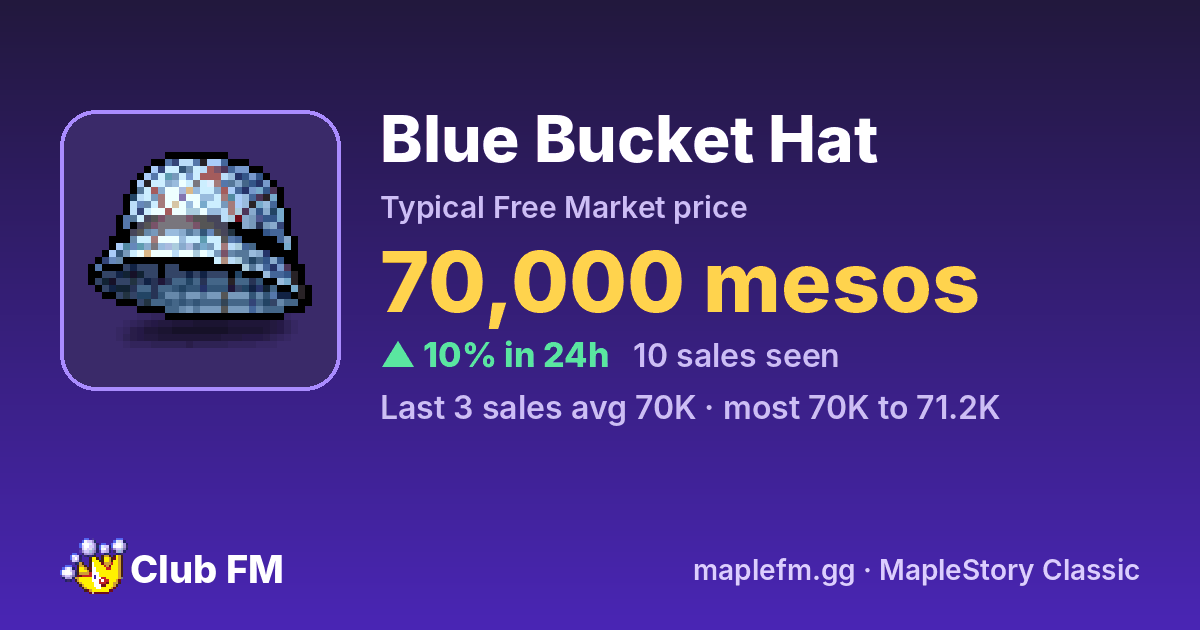 Blue Bucket Hat
Typical Free Market price
70,000 mesos
▲ 10% in 24h 10 sales seen
Last 3 sales avg 70K · most 70K to 71.2K
Club FM
maplefm.gg · MapleStory Classic